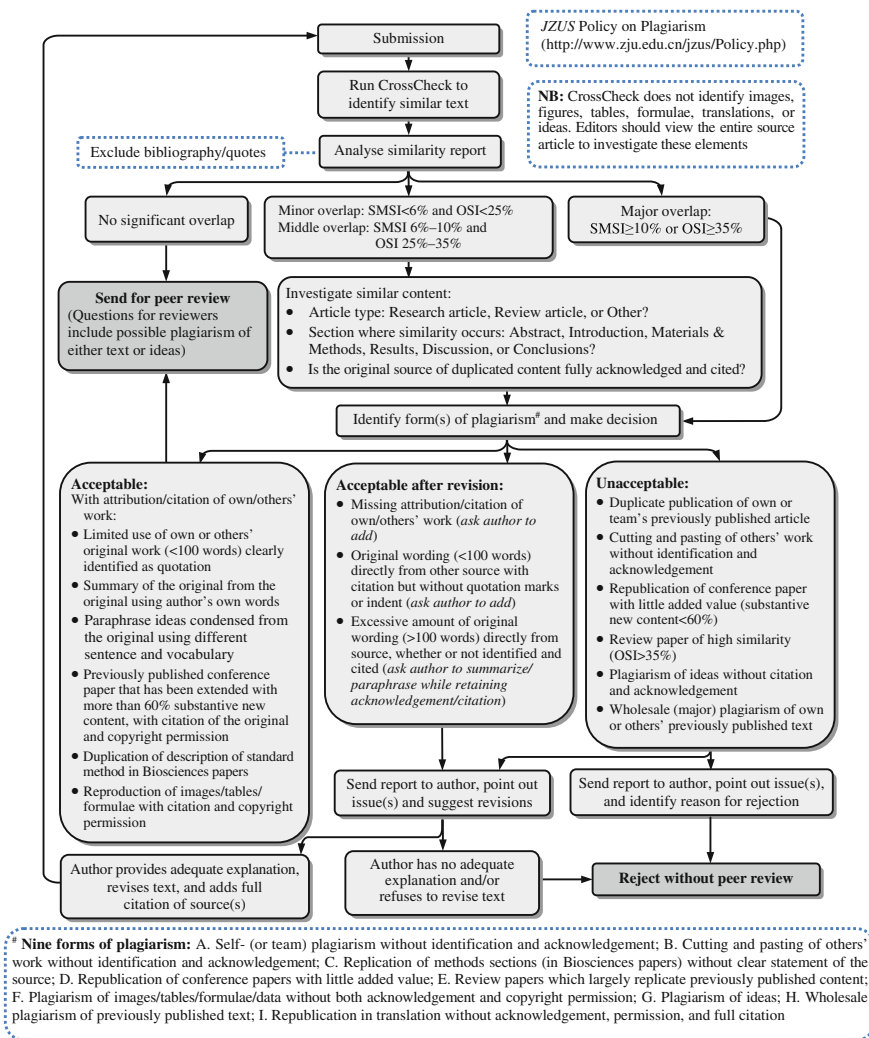 Submission
JZUS Policy on Plagiarism
(http://www.zju.edu.cn/jzus/Policy.php)
Run CrossCheck to
identify similar text
NB: CrossCheck does not identify images,
figures, tables, formulae, translations, or
ideas. Editors should view the entire source
article to investigate these elements
Exclude bibliography/quotes
Analyse similarity report
No significant overlap
Minor overlap: SMSI<6% and OSI<25%
Middle overlap: SMSI 6%–10% and
OSI 25%–35%
Major overlap:
SMSI≥10% or OSI≥35%
Send for peer review
(Questions for reviewers
include possible plagiarism of
either text or ideas)
Investigate similar content:
• Article type: Research article, Review article, or Other?
• Section where similarity occurs: Abstract, Introduction, Materials &
Methods, Results, Discussion, or Conclusions?
• Is the original source of duplicated content fully acknowledged and cited?
Identify form(s) of plagiarism# and make decision
Acceptable:
With attribution/citation of own/others'
work:
• Limited use of own or others'
original work (<100 words) clearly
identified as quotation
• Summary of the original from the
original using author's own words
• Paraphrase ideas condensed from
the original using different
sentence and vocabulary
• Previously published conference
paper that has been extended with
more than 60% substantive new
content, with citation of the original
and copyright permission
• Duplication of description of standard
method in Biosciences papers
• Reproduction of images/tables/
formulae with citation and copyright
permission
Acceptable after revision:
• Missing attribution/citation of
own/others' work (ask author to
add)
• Original wording (<100 words)
directly from other source with
citation but without quotation marks
or indent (ask author to add)
• Excessive amount of original
wording (>100 words) directly from
source, whether or not identified and
cited (ask author to summarize/
paraphrase while retaining
acknowledgement/citation)
Unacceptable:
• Duplicate publication of own or
team's previously published article
• Cutting and pasting of others' work
without identification and
acknowledgement
• Republication of conference paper
with little added value (substantive
new content<60%)
• Review paper of high similarity
(OSI>35%)
• Plagiarism of ideas without citation
and acknowledgement
• Wholesale (major) plagiarism of own
or others' previously published text
Send report to author, point out
issue(s) and suggest revisions
Send report to author, point out issue(s),
and identify reason for rejection
Author provides adequate explanation,
revises text, and adds full
citation of source(s)
Author has no adequate
explanation and/or
refuses to revise text
Reject without peer review
# Nine forms of plagiarism: A. Self- (or team) plagiarism without identification and acknowledgement; B. Cutting and pasting of others'
work without identification and acknowledgement; C. Replication of methods sections (in Biosciences papers) without clear statement of the
source; D. Republication of conference papers with little added value; E. Review papers which largely replicate previously published content;
F. Plagiarism of images/tables/formulae/data without both acknowledgement and copyright permission; G. Plagiarism of ideas; H. Wholesale
plagiarism of previously published text; I. Republication in translation without acknowledgement, permission, and full citation